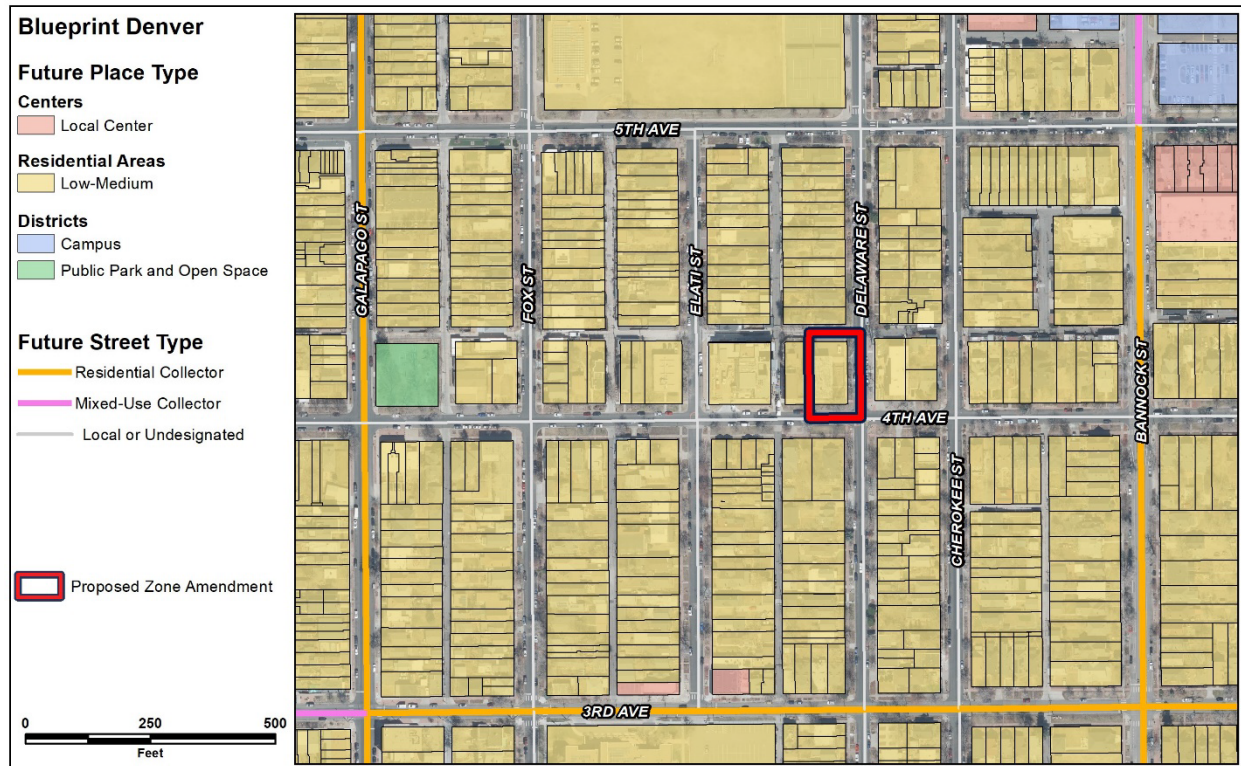 Blueprint Denver
Future Place Type
Centers
Local Center
Residential Areas
Low-Medium
Districts
Campus
Public Park and Open Space
Future Street Type
Residential Collector
Mixed-Use Collector
Local or Undesignated
Proposed Zone Amendment
0 250 500
Feet
5TH AVE
GALAPAGO ST
FOX ST
ELATI ST
DELAWARE ST
4TH AVE
BANNOCK ST
CHEROKEE ST
3RD AVE